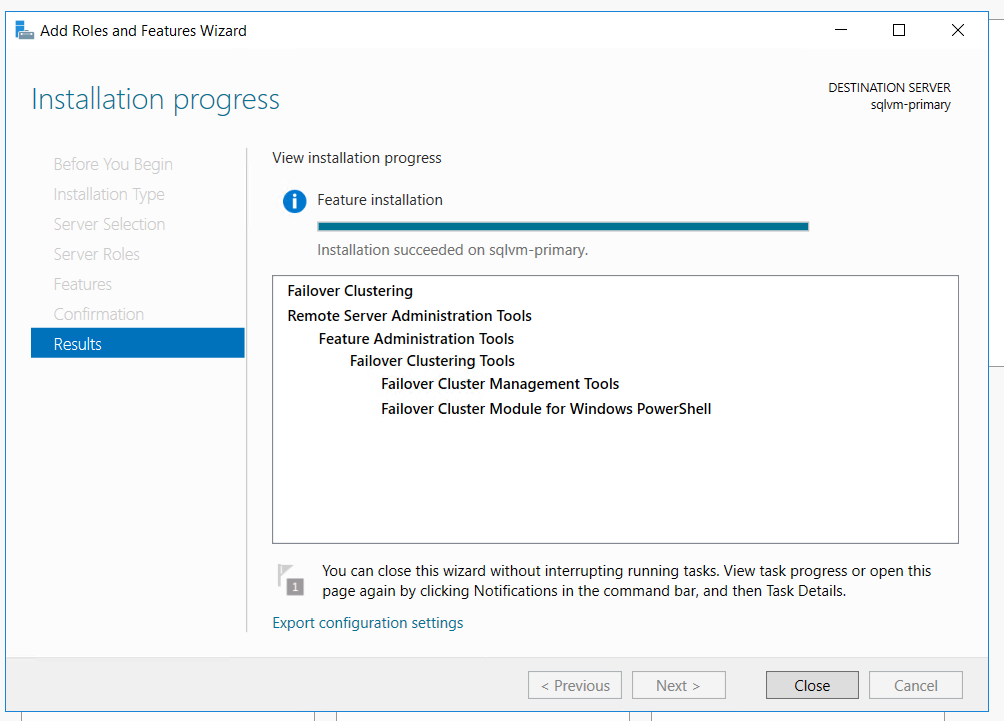 Add Roles and Features Wizard
Installation progress
DESTINATION SERVER
sqlvm-primary
Before You Begin
Installation Type
Server Selection
Server Roles
Features
Confirmation
Results
View installation progress
Feature installation
Installation succeeded on sqlvm-primary.
Failover Clustering
Remote Server Administration Tools
Feature Administration Tools
Failover Clustering Tools
Failover Cluster Management Tools
Failover Cluster Module for Windows PowerShell
1
You can close this wizard without interrupting running tasks. View task progress or open this
page again by clicking Notifications in the command bar, and then Task Details.
Export configuration settings
< Previous
Next >
Close
Cancel